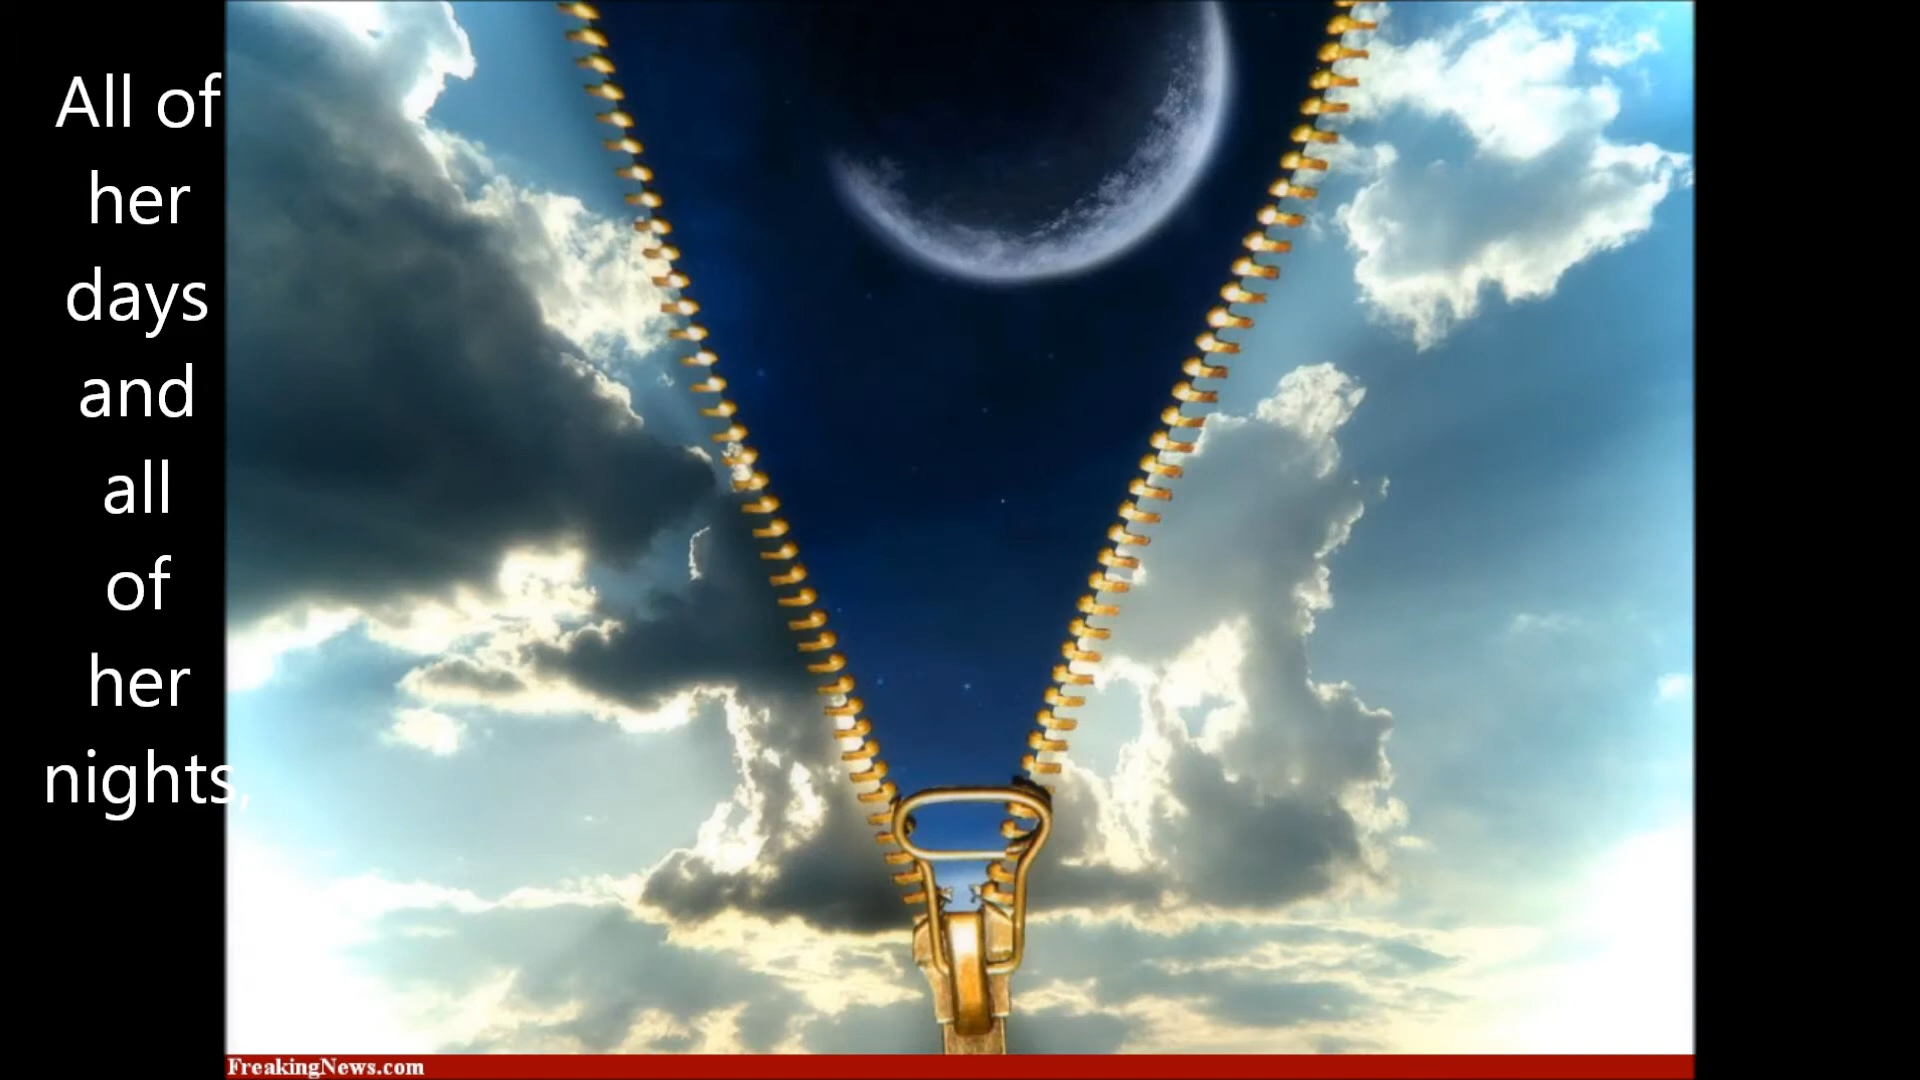 All of
her
days
and
all
of
her
nights,
FreakingNews.com